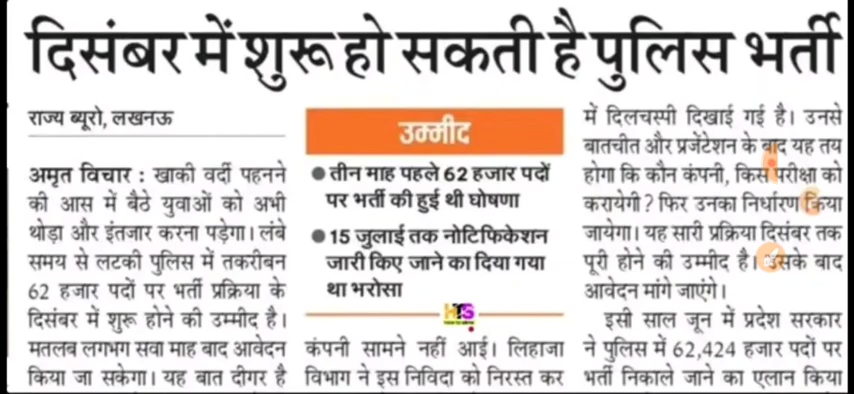 दिसंबर में शुरू हो सकती है पुलिस भर्ती
राज्य ब्यूरो, लखनऊ
अमृत विचार : खाकी वर्दी पहनने
की आस में बैठे युवाओं को अभी
थोड़ा और इंतजार करना पड़ेगा। लंबे
समय से लटकी पुलिस में तकरीबन
62 हजार पदों पर भर्ती प्रक्रिया के
दिसंबर में शुरू होने की उम्मीद है।
मतलब लगभग सवा माह बाद आवेदन
किया जा सकेगा। यह बात दीगर है
उम्मीद
● तीन माह पहले 62 हजार पदों
पर भर्ती की हुई थी घोषणा
● 15 जुलाई तक नोटिफिकेशन
जारी किए जाने का दिया गया
था भरोसा
कंपनी सामने नहीं आई। लिहाजा
विभाग ने इस निविदा को निरस्त कर
में दिलचस्पी दिखाई गई है। उनसे
बातचीत और प्रजेंटेशन के बाद यह तय
होगा कि कौन कंपनी, किस परीक्षा को
करायेगी? फिर उनका निर्धारण किया
जायेगा। यह सारी प्रक्रिया दिसंबर तक
पूरी होने की उम्मीद है। उसके बाद
आवेदन मांगे जाएंगे।
इसी साल जून में प्रदेश सरकार
ने पुलिस में 62,424 हजार पदों पर
भर्ती निकाले जाने का एलान किया